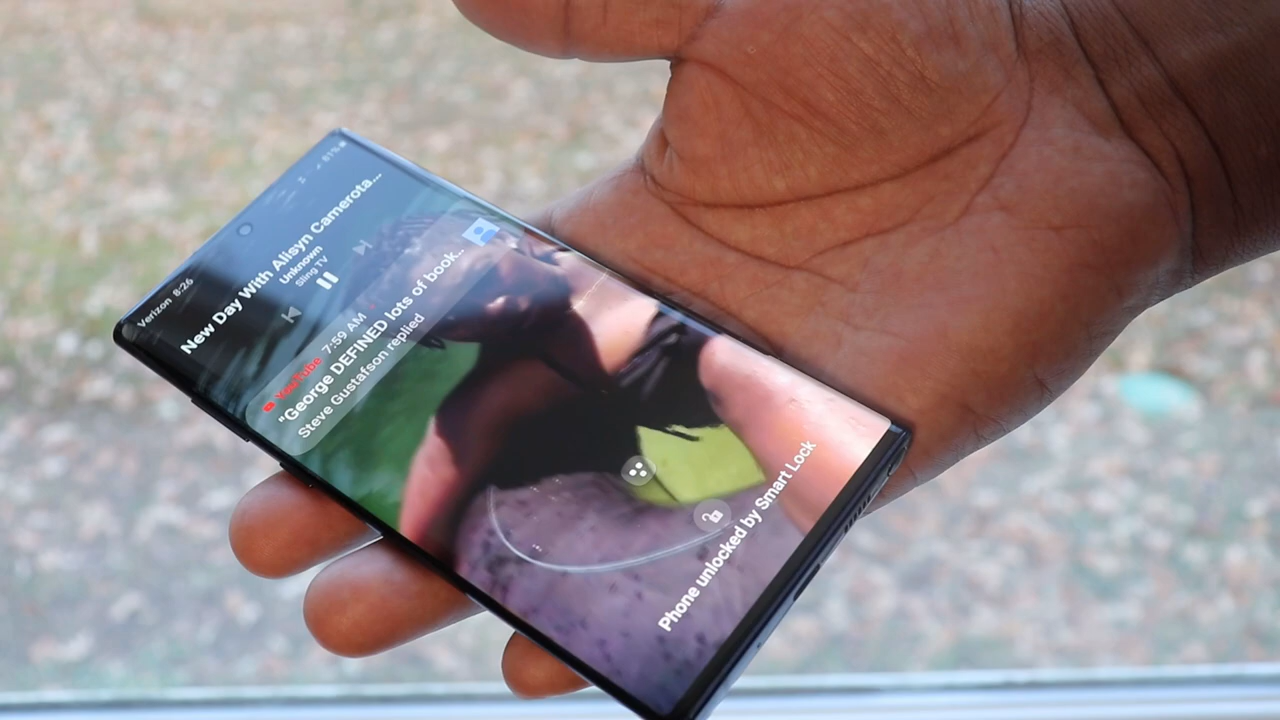 Verizon 8:26
81%
New Day With Alisyn Camerota...
Unknown
Sling TV
YouTube 7:59 AM
"George DEFINED lots of book...
Steve Gustafson replied
Phone unlocked by Smart Lock